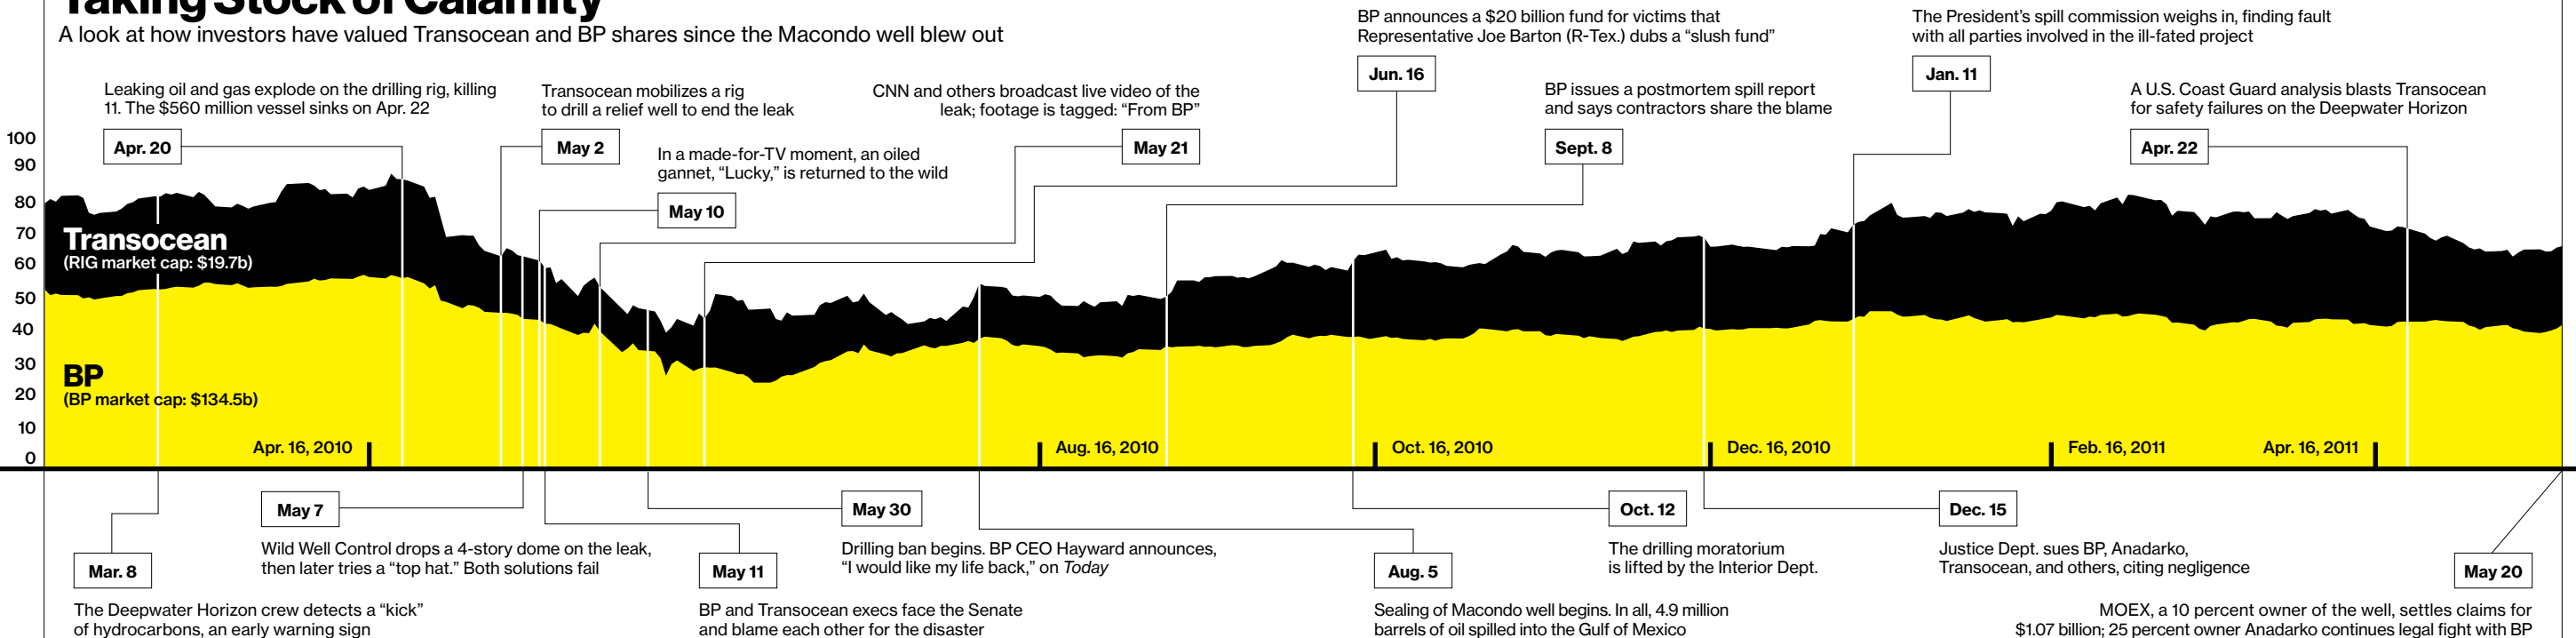 Taking Stock of Calamity
A look at how investors have valued Transocean and BP shares since the Macondo well blew out
Leaking oil and gas explode on the drilling rig, killing
11. The $560 million vessel sinks on Apr. 22
Apr. 20
Transocean mobilizes a rig
to drill a relief well to end the leak
May 2
In a made-for-TV moment, an oiled
gannet, “Lucky,” is returned to the wild
May 10
CNN and others broadcast live video of the
leak; footage is tagged: “From BP”
May 21
BP announces a $20 billion fund for victims that
Representative Joe Barton (R-Tex.) dubs a “slush fund”
Jun. 16
BP issues a postmortem spill report
and says contractors share the blame
Sept. 8
The President’s spill commission weighs in, finding fault
with all parties involved in the ill-fated project
Jan. 11
A U.S. Coast Guard analysis blasts Transocean
for safety failures on the Deepwater Horizon
Apr. 22
100
90
80
70
60
50
40
30
20
10
0
Transocean
(RIG market cap: $19.7b)
BP
(BP market cap: $134.5b)
Apr. 16, 2010
Aug. 16, 2010
Oct. 16, 2010
Dec. 16, 2010
Feb. 16, 2011
Apr. 16, 2011
Mar. 8
The Deepwater Horizon crew detects a “kick”
of hydrocarbons, an early warning sign
May 7
Wild Well Control drops a 4-story dome on the leak,
then later tries a “top hat.” Both solutions fail
May 11
BP and Transocean execs face the Senate
and blame each other for the disaster
May 30
Drilling ban begins. BP CEO Hayward announces,
“I would like my life back,” on Today
Aug. 5
Sealing of Macondo well begins. In all, 4.9 million
barrels of oil spilled into the Gulf of Mexico
Oct. 12
The drilling moratorium
is lifted by the Interior Dept.
Dec. 15
Justice Dept. sues BP, Anadarko,
Transocean, and others, citing negligence
May 20
MOEX, a 10 percent owner of the well, settles claims for
$1.07 billion; 25 percent owner Anadarko continues legal fight with BP